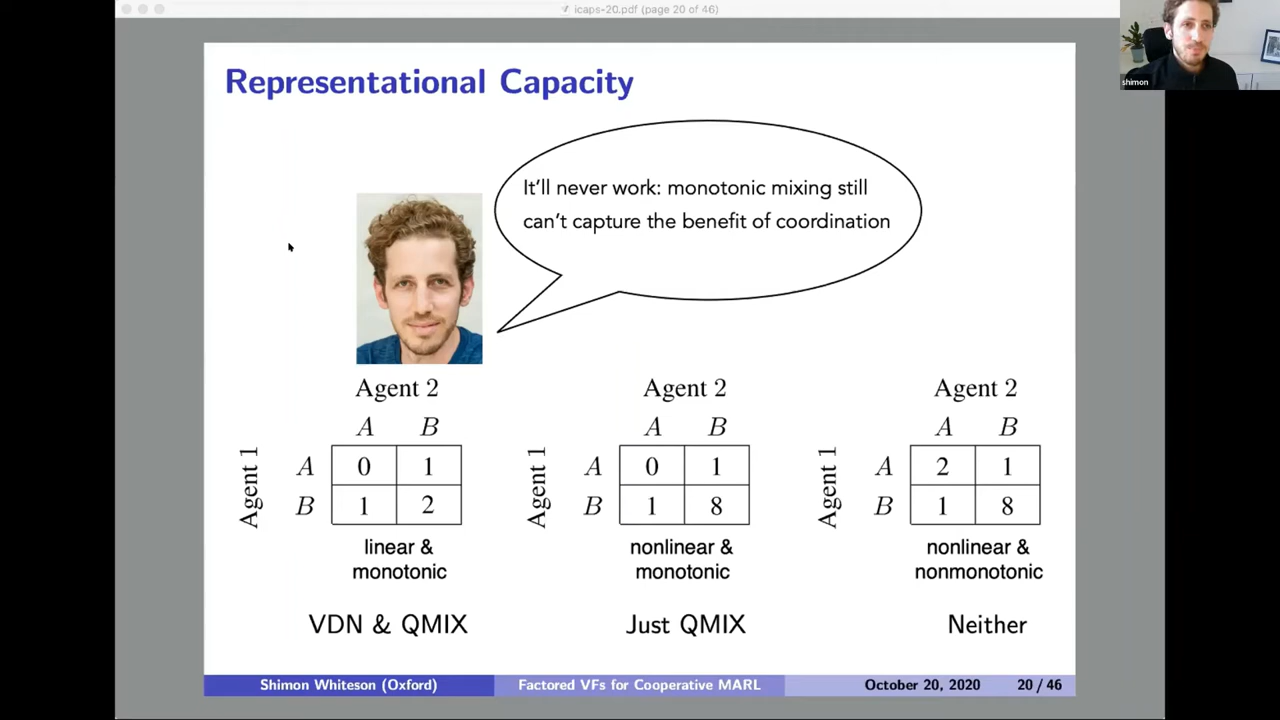 icaps-20.pdf (page 20 of 46)
shimon
Representational Capacity
It'll never work: monotonic mixing still
can't capture the benefit of coordination
Agent 2
A B
Agent 1
A 0 1
B 1 2
linear &
monotonic
VDN & QMIX
Agent 2
A B
Agent 1
A 0 1
B 1 8
nonlinear &
monotonic
Just QMIX
Agent 2
A B
Agent 1
A 2 1
B 1 8
nonlinear &
nonmonotonic
Neither
Shimon Whiteson (Oxford) Factored VFs for Cooperative MARL October 20, 2020 20 / 46